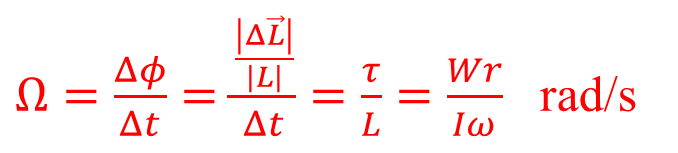 Ω = Δϕ/Δt = (|ΔL⃗|/|L|)/Δt = τ/L = Wr/Iω rad/s